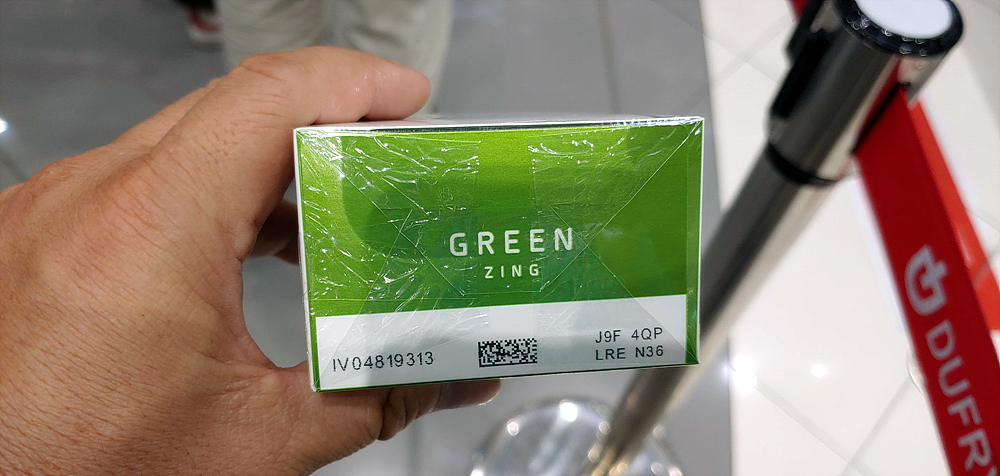 GREEN
ZING
IV04819313
J9F 4QP
LRE N36
DUFR